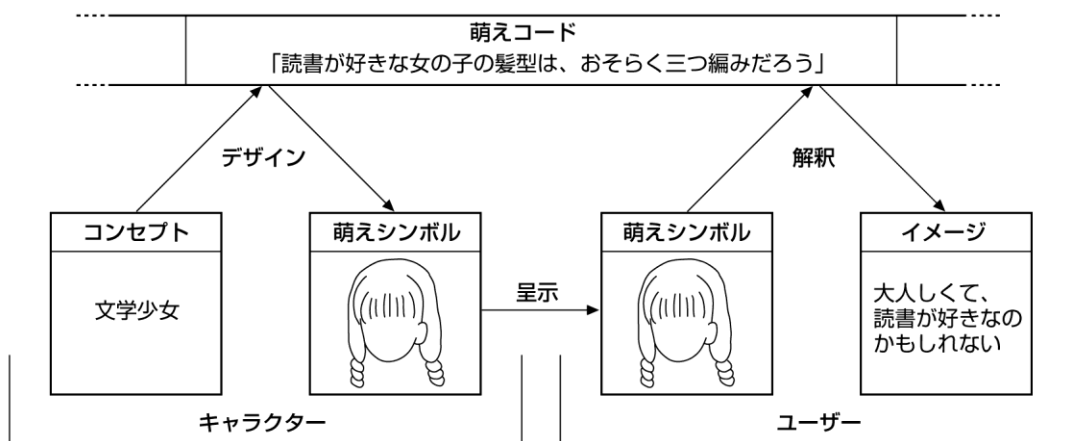 萌えコード
「読書が好きな女の子の髪型は、おそらく三つ編みだろう」
デザイン
解釈
コンセプト
萌えシンボル
萌えシンボル
イメージ
文学少女
呈示
大人しくて、
読書が好きなの
かもしれない
キャラクター
ユーザー